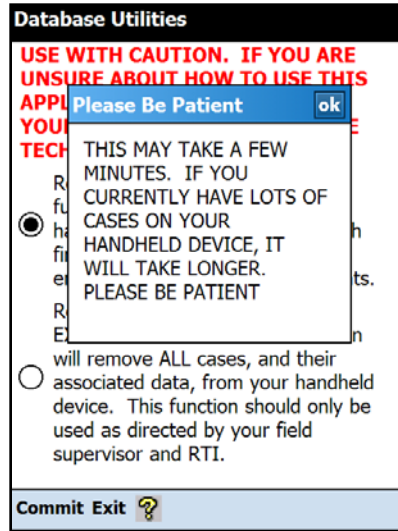 Database Utilities
USE WITH CAUTION. IF YOU ARE
UNSURE ABOUT HOW TO USE THIS
Please Be Patient ok
THIS MAY TAKE A FEW
MINUTES. IF YOU
CURRENTLY HAVE LOTS OF
CASES ON YOUR
HANDHELD DEVICE, IT
WILL TAKE LONGER.
PLEASE BE PATIENT
will remove ALL cases, and their
associated data, from your handheld
device. This function should only be
used as directed by your field
supervisor and RTI.
Commit Exit